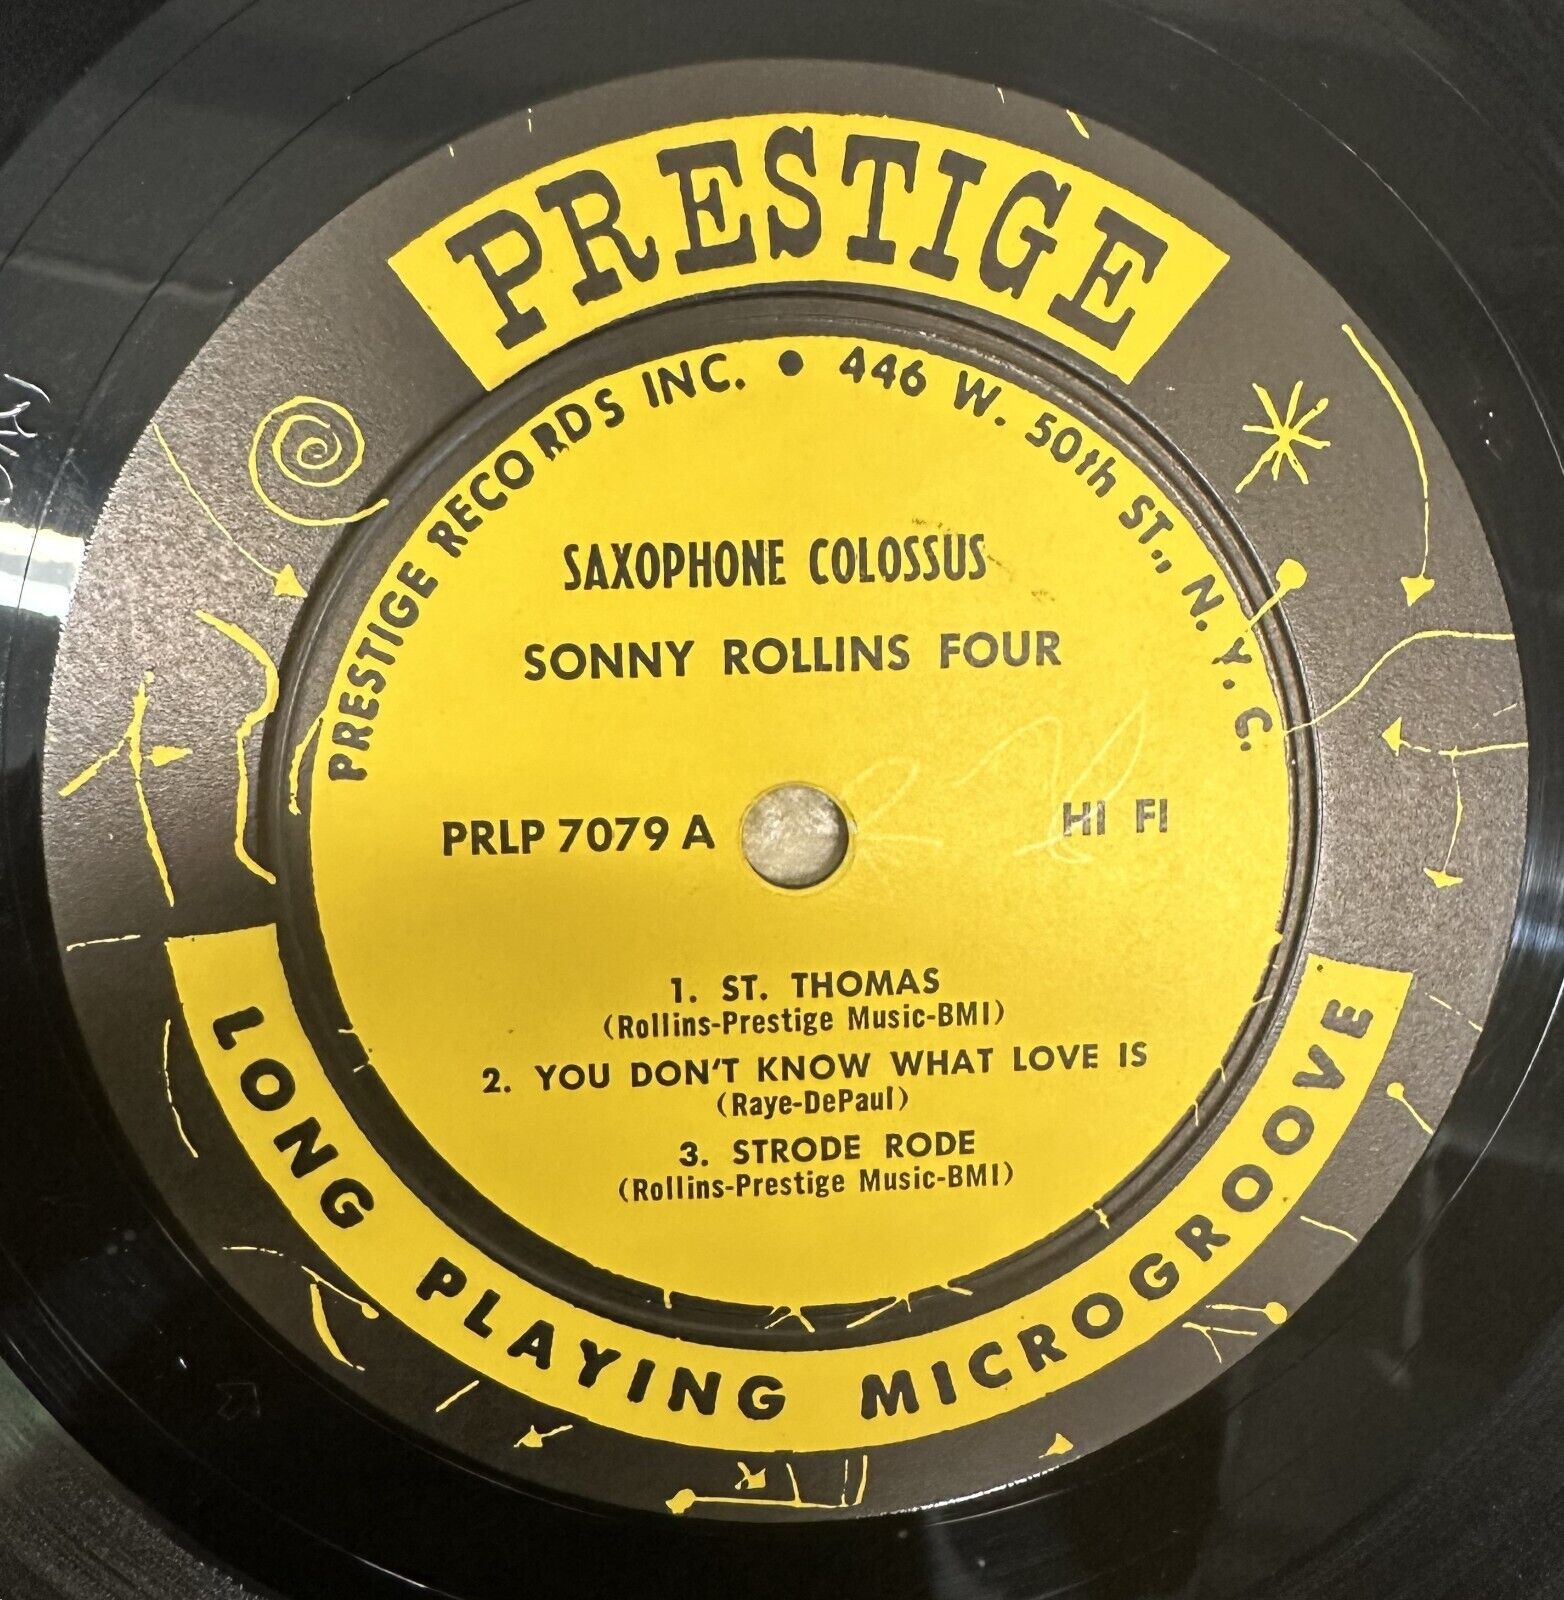 PRESTIGE
PRESTIGE RECORDS INC. • 446 W. 50th ST., N. Y. C.
SAXOPHONE COLOSSUS
SONNY ROLLINS FOUR
PRLP 7079 A
HI FI
1. ST. THOMAS
(Rollins-Prestige Music-BMI)
2. YOU DON'T KNOW WHAT LOVE IS
(Raye-DePaul)
3. STRODE RODE
(Rollins-Prestige Music-BMI)
LONG PLAYING MICROGROOVE